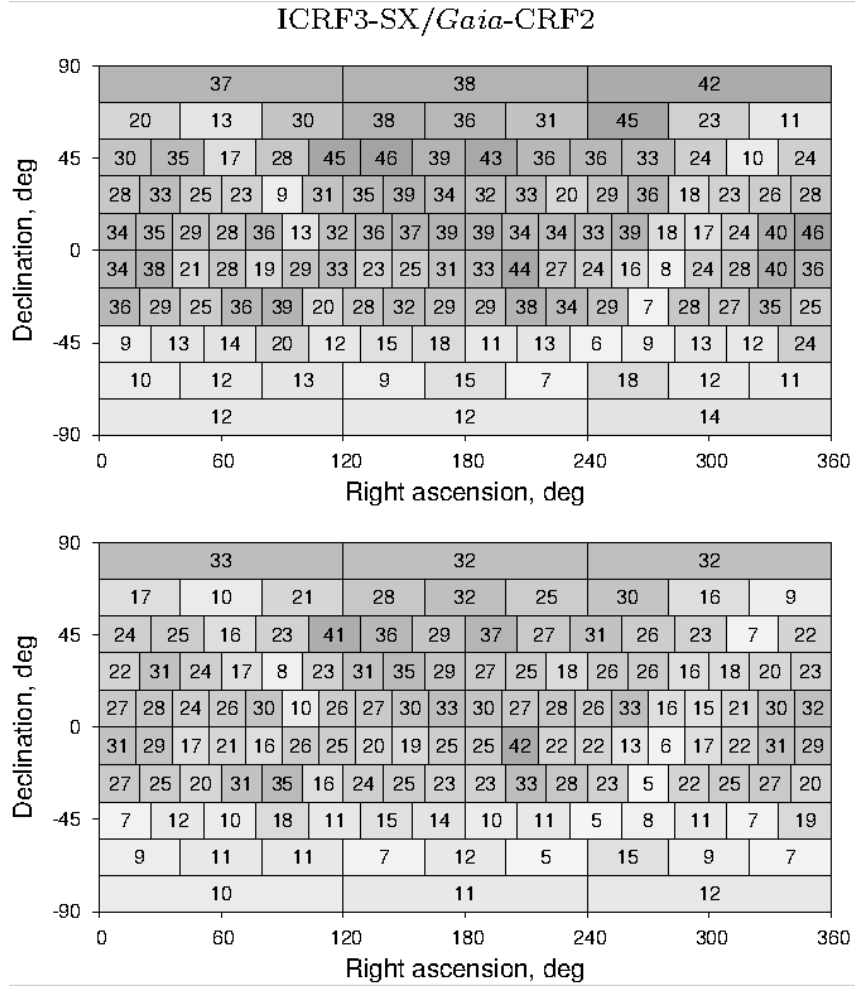 ICRF3-SX/Gaia-CRF2
90
37 38 42
20 13 30 38 36 31 45 23 11
45
30 35 17 28 45 46 39 43 36 36 33 24 10 24
28 33 25 23 9 31 35 39 34 32 33 20 29 36 18 23 26 28
34 35 29 28 36 13 32 36 37 39 39 34 34 33 39 18 17 24 40 46
0
34 38 21 28 19 29 33 23 25 31 33 44 27 24 16 8 24 28 40 36
36 29 25 36 39 20 28 32 29 29 38 34 29 7 28 27 35 25
-45
9 13 14 20 12 15 18 11 13 6 9 13 12 24
10 12 13 9 15 7 18 12 11
12 12 14
-90
0 60 120 180 240 300 360
Declination, deg
Right ascension, deg
90
33 32 32
17 10 21 28 32 25 30 16 9
45
24 25 16 23 41 36 29 37 27 31 26 23 7 22
22 31 24 17 8 23 31 35 29 27 25 18 26 26 16 18 20 23
27 28 24 26 30 10 26 27 30 33 30 27 28 26 33 16 15 21 30 32
0
31 29 17 21 16 26 25 20 19 25 25 42 22 22 13 6 17 22 31 29
27 25 20 31 35 16 24 25 23 23 33 28 23 5 22 25 27 20
-45
7 12 10 18 11 15 14 10 11 5 8 11 7 19
9 11 11 7 12 5 15 9 7
10 11 12
-90
0 60 120 180 240 300 360
Declination, deg
Right ascension, deg